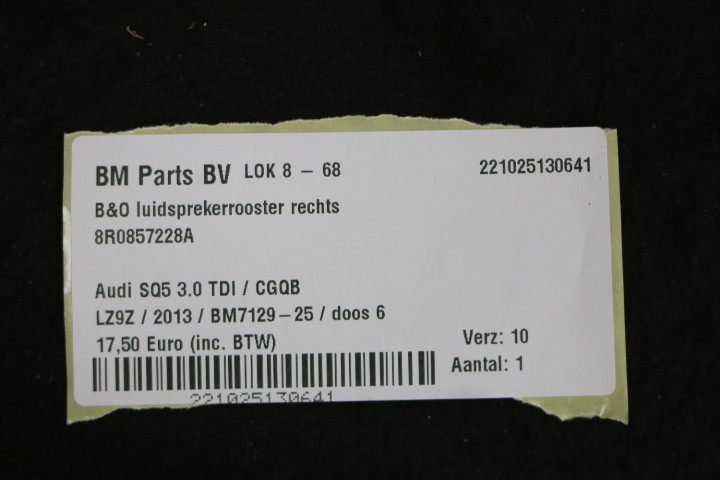 BM Parts BV LOK 8 – 68 221025130641
B&O luidsprekerrooster rechts
8R0857228A
Audi SQ5 3.0 TDI / CGQB
LZ9Z / 2013 / BM7129–25 / doos 6
17,50 Euro (inc. BTW) Verz: 10
Aantal: 1
221025130641